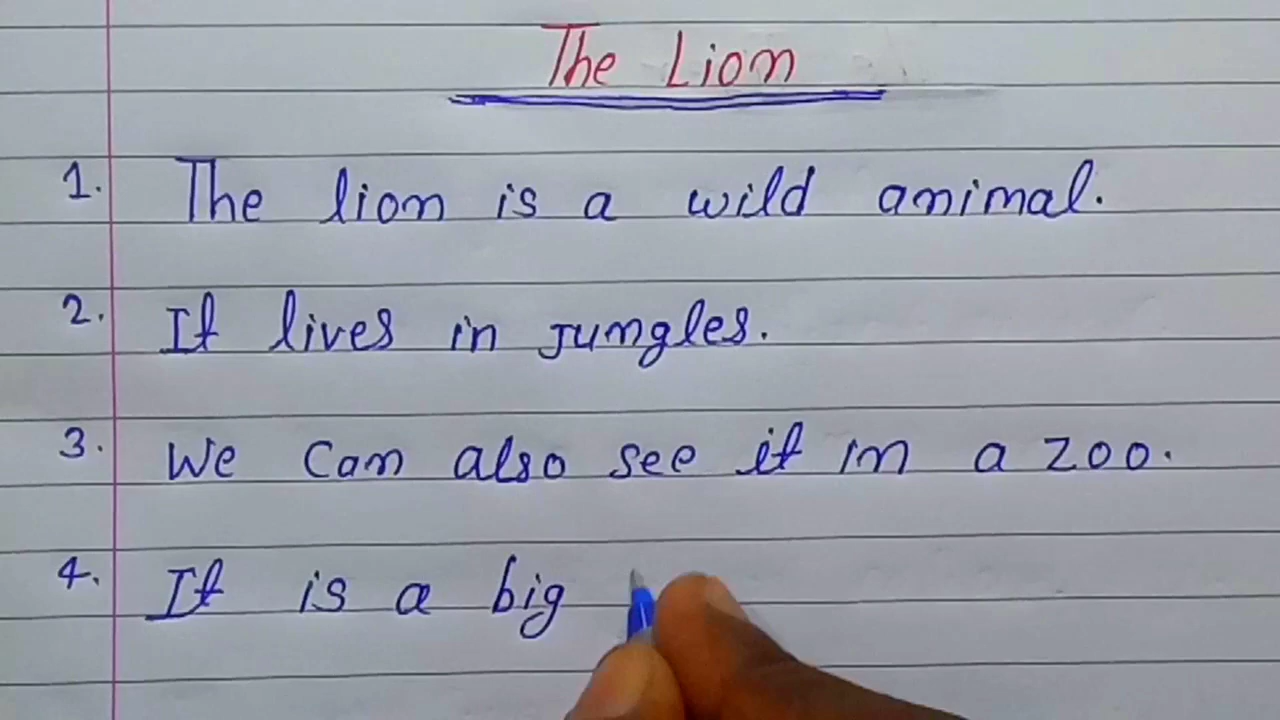 The Lion
1. The lion is a wild animal.
2. It lives in Jungles.
3. We can also see it in a zoo.
4. It is a big